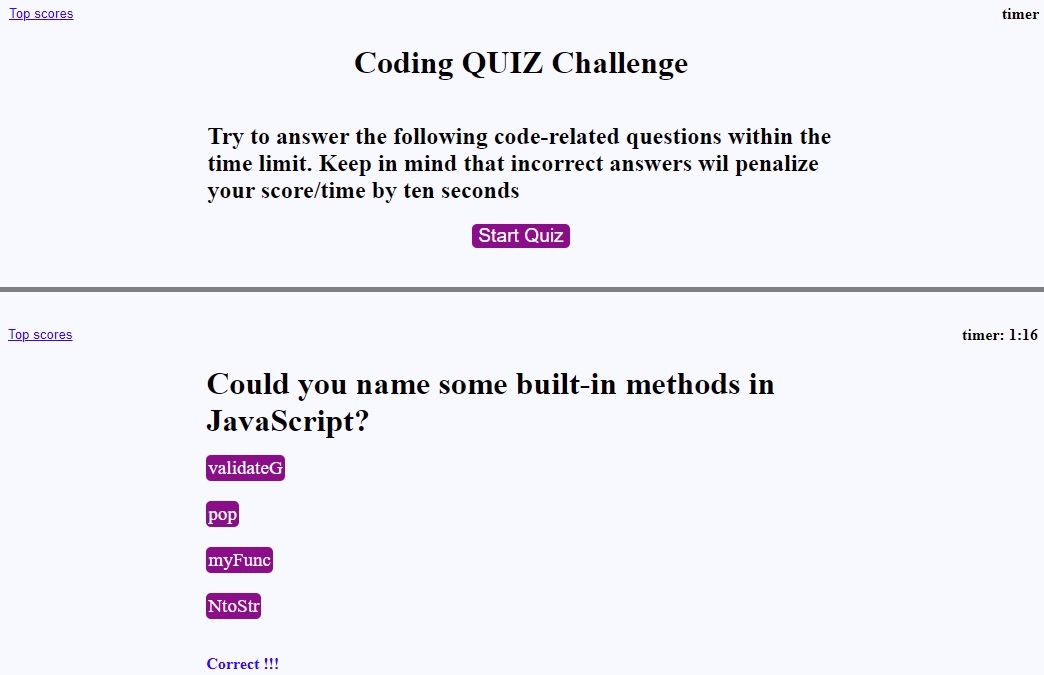 Top scores
timer
Coding QUIZ Challenge
Try to answer the following code-related questions within the
time limit. Keep in mind that incorrect answers wil penalize
your score/time by ten seconds
Start Quiz
Top scores
timer: 1:16
Could you name some built-in methods in
JavaScript?
validateG
pop
myFunc
NtoStr
Correct !!!